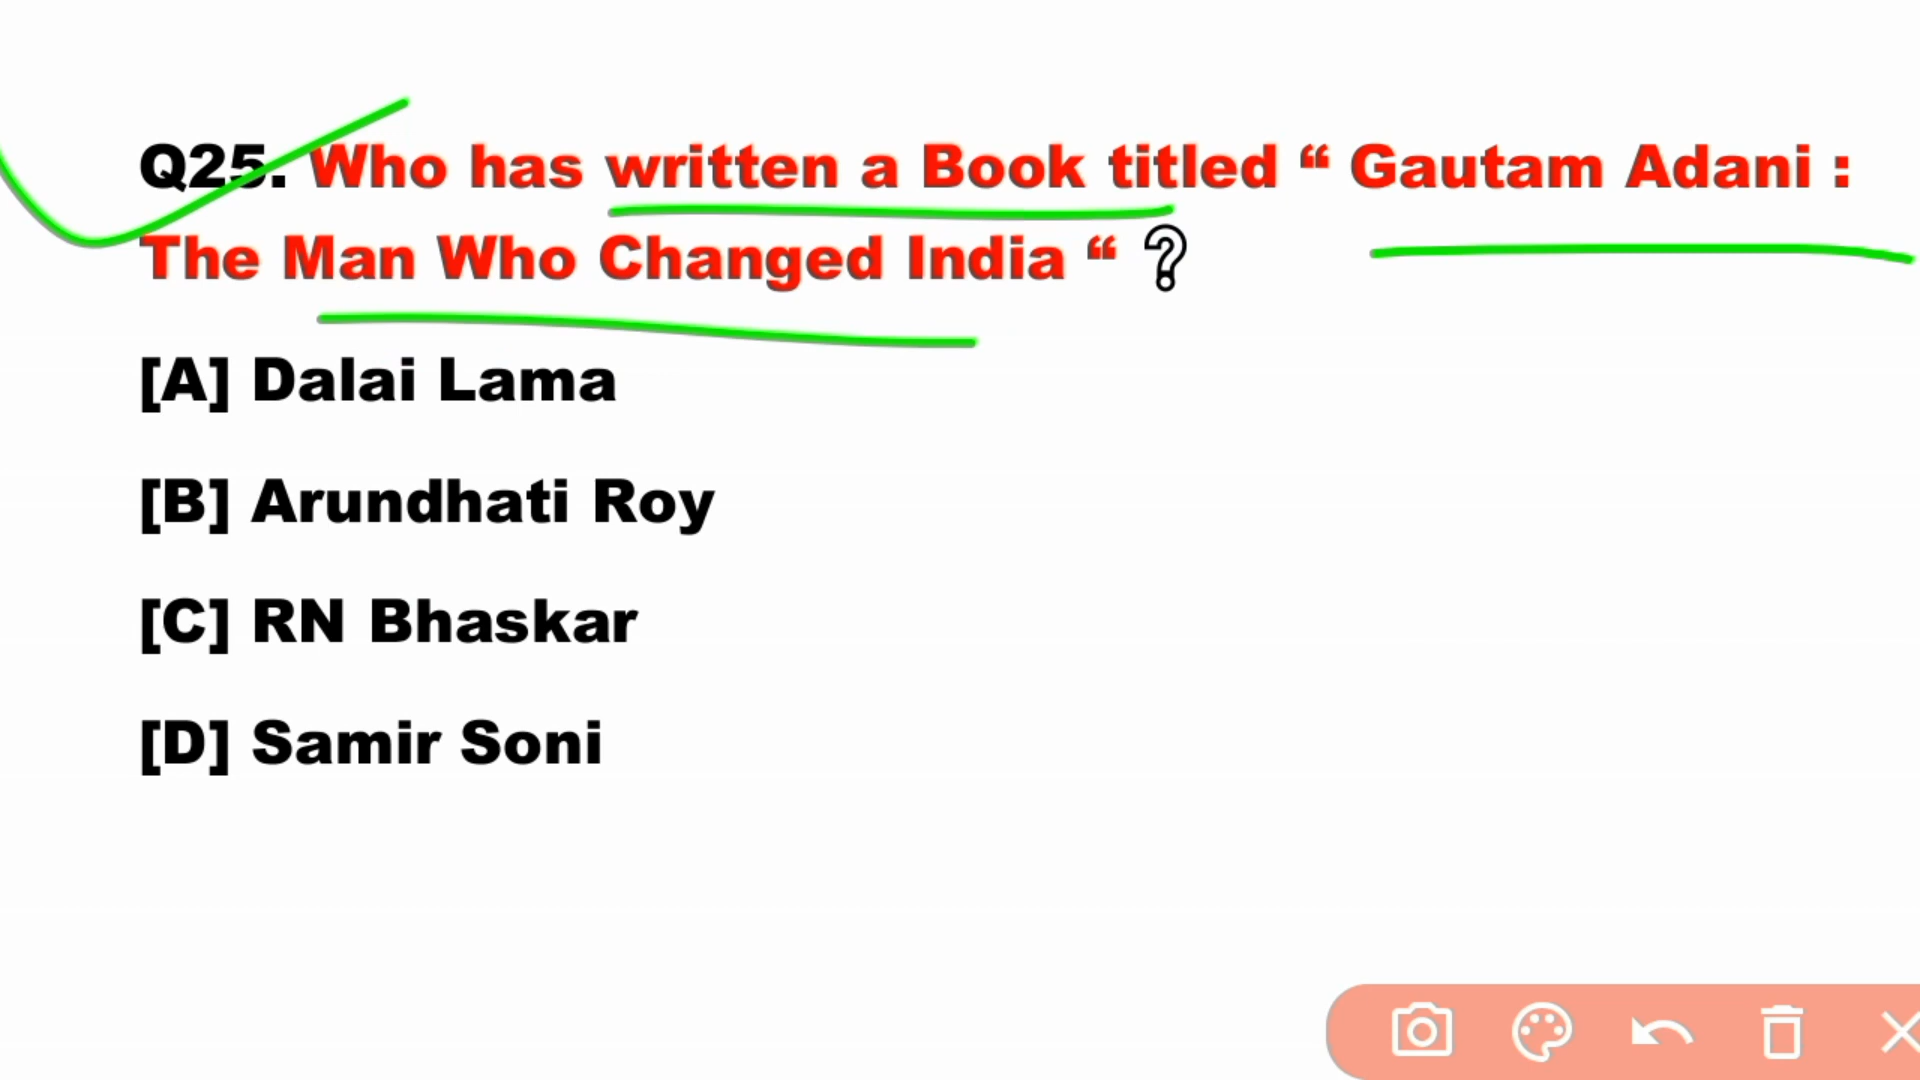 Q25. Who has written a Book titled “ Gautam Adani :
The Man Who Changed India “ ?
[A] Dalai Lama
[B] Arundhati Roy
[C] RN Bhaskar
[D] Samir Soni